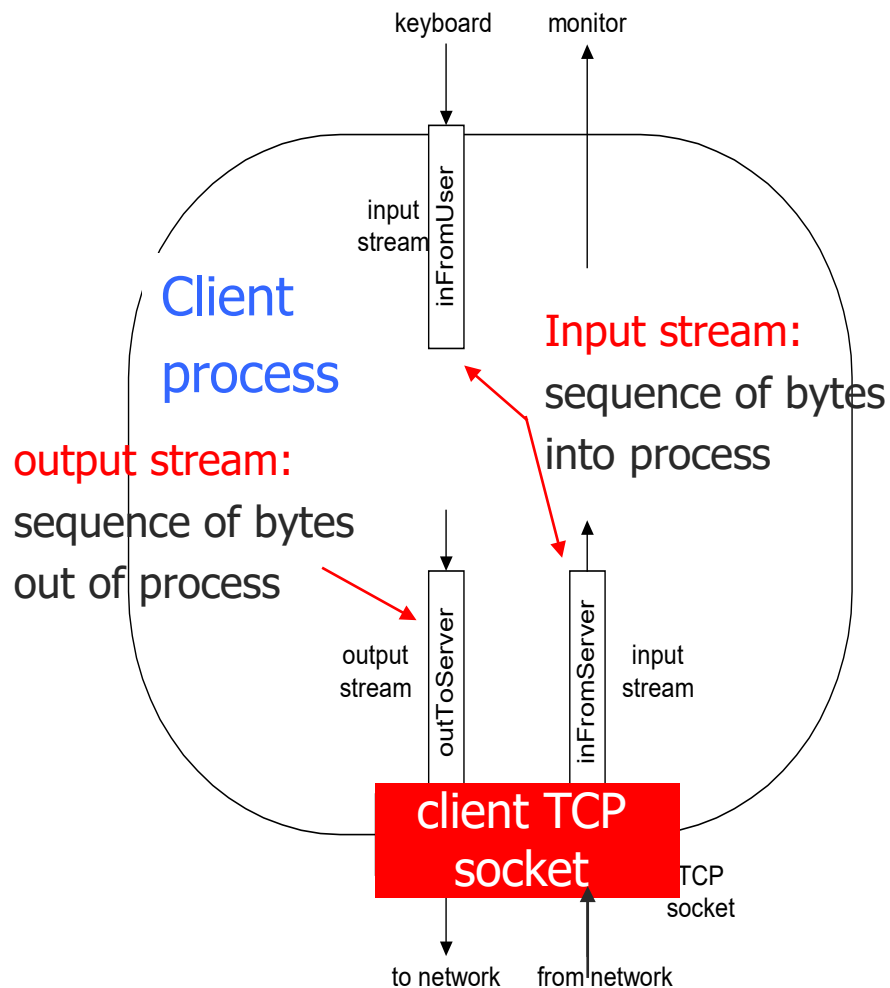 keyboard
monitor
inFromUser
input
stream
Client
process
Input stream:
sequence of bytes
into process
output stream:
sequence of bytes
out of process
output
stream
outToServer
inFromServer
input
stream
client TCP
socket
TCP
socket
to network
from network